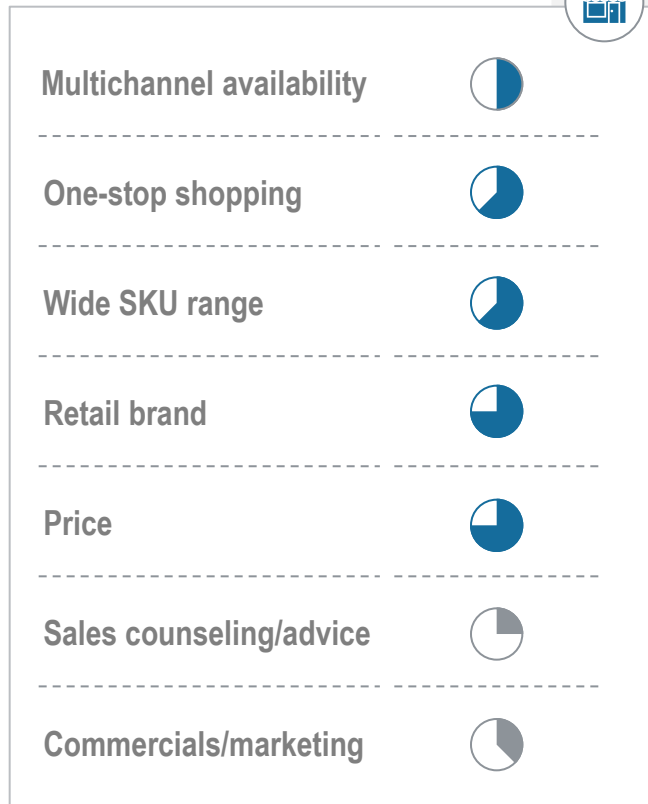 Multichannel availability
One-stop shopping
Wide SKU range
Retail brand
Price
Sales counseling/advice
Commercials/marketing